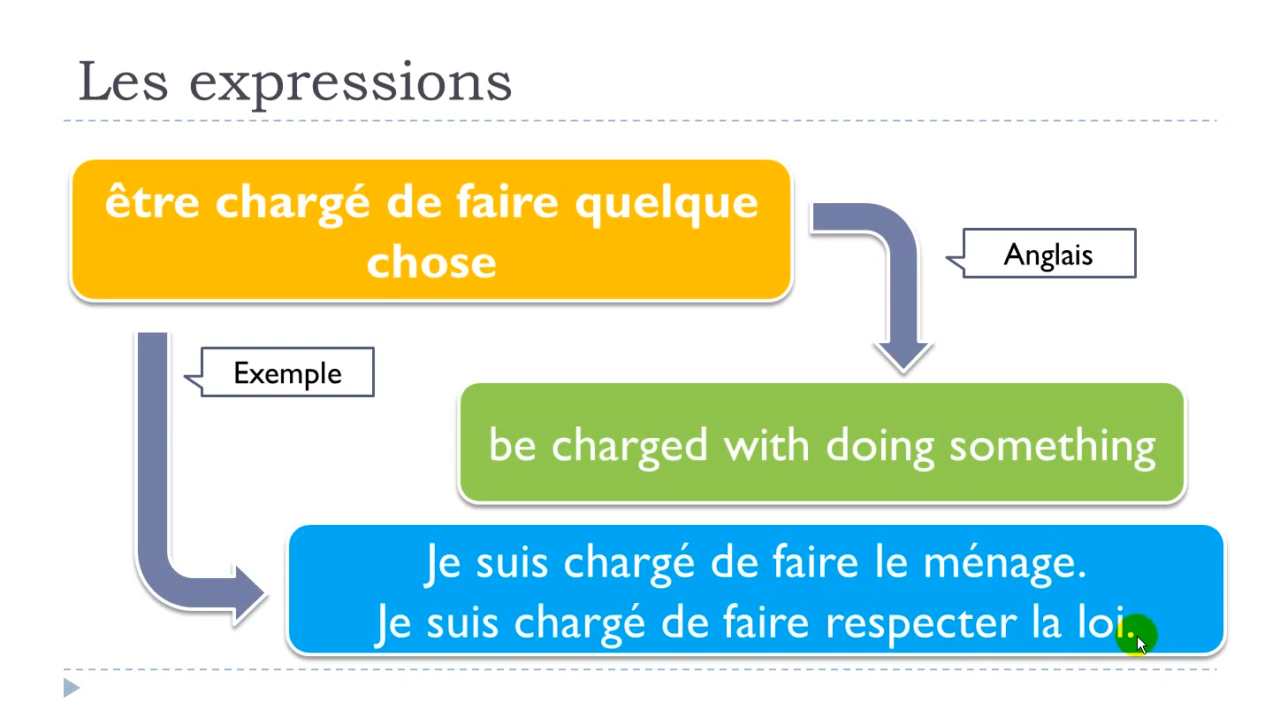 Les expressions
être chargé de faire quelque
chose
Anglais
Exemple
be charged with doing something
Je suis chargé de faire le ménage.
Je suis chargé de faire respecter la loi.